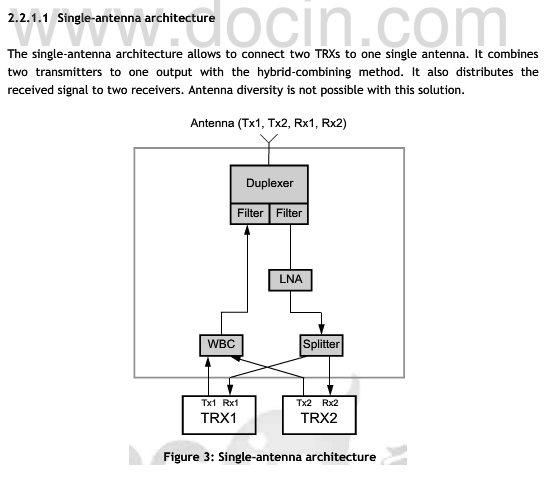 www.docin.com
2.2.1.1 Single-antenna architecture
The single-antenna architecture allows to connect two TRXs to one single antenna. It combines
two transmitters to one output with the hybrid-combining method. It also distributes the
received signal to two receivers. Antenna diversity is not possible with this solution.
Antenna (Tx1, Tx2, Rx1, Rx2)
Duplexer
Filter Filter
LNA
WBC Splitter
Tx1 Rx1 Tx2 Rx2
TRX1 TRX2
Figure 3: Single-antenna architecture